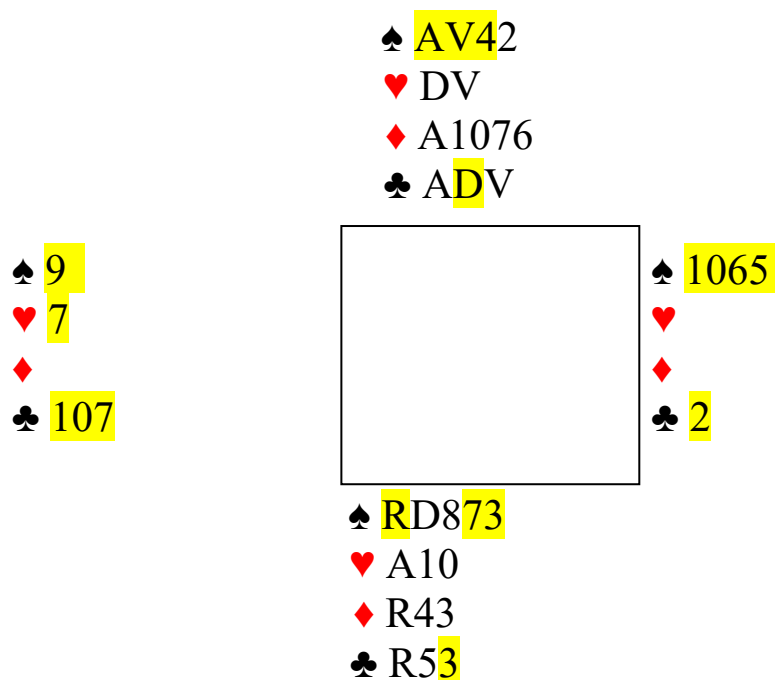 ♠ AV42
♥ DV
♦ A1076
♣ ADV
♠ 9
♥ 7
♦
♣ 107
♠ 1065
♥
♦
♣ 2
♠ RD873
♥ A10
♦ R43
♣ R53